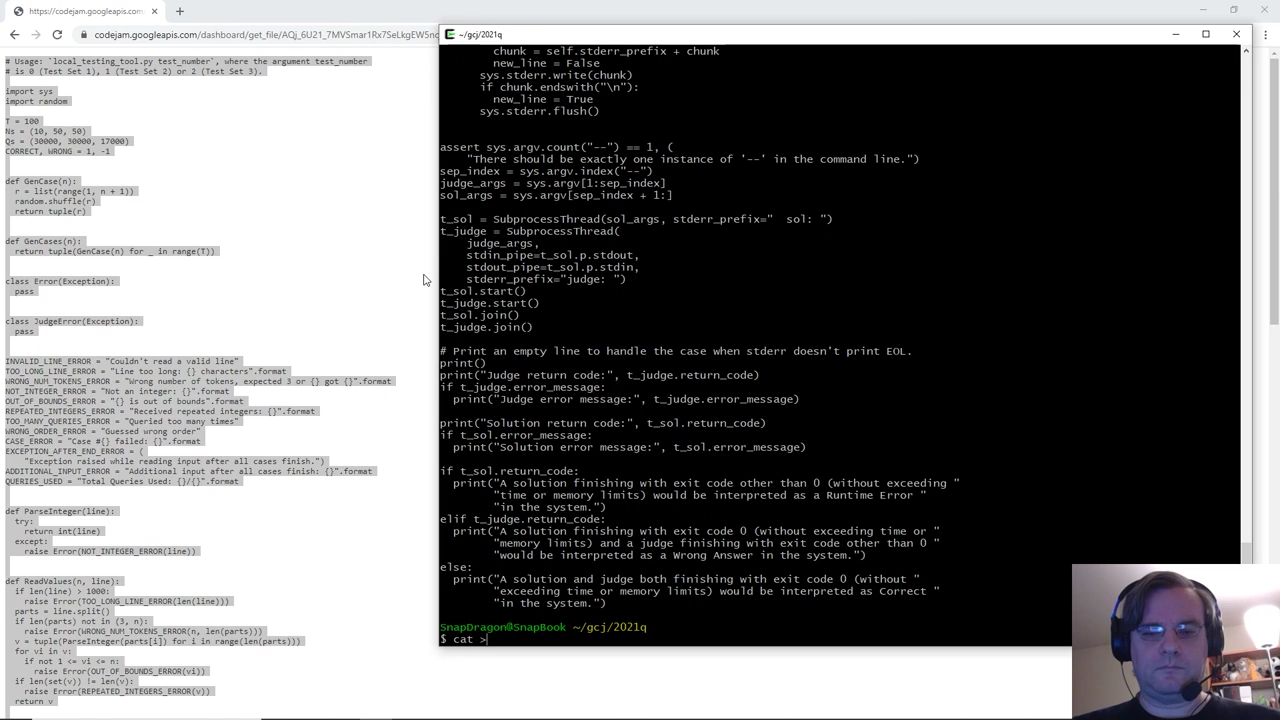 https://codejam.googleapis.com/
codejam.googleapis.com/dashboard/get_file/AQj_6U21_7MVSmar1Rx7SeLkgEW5nc
# Usage: `local_testing_tool.py test_number`, where the argument test_number
# is 0 (Test Set 1), 1 (Test Set 2) or 2 (Test Set 3).
import sys
import random
T = 100
Ns = (10, 50, 50)
Qs = (30000, 30000, 17000)
CORRECT, WRONG = 1, -1
def GenCase(n):
r = list(range(1, n + 1))
random.shuffle(r)
return tuple(r)
def GenCases(n):
return tuple(GenCase(n) for _ in range(T))
class Error(Exception):
pass
class JudgeError(Exception):
pass
INVALID_LINE_ERROR = "Couldn't read a valid line"
TOO_LONG_LINE_ERROR = "Line too long: {} characters".format
WRONG_NUM_TOKENS_ERROR = "Wrong number of tokens, expected 3 or {} got {}".format
NOT_INTEGER_ERROR = "Not an integer: {}".format
OUT_OF_BOUNDS_ERROR = "{} is out of bounds".format
REPEATED_INTEGERS_ERROR = "Received repeated integers: {}".format
TOO_MANY_QUERIES_ERROR = "Queried too many times"
WRONG_ORDER_ERROR = "Guessed wrong order"
CASE_ERROR = "Case #{} failed: {}".format
EXCEPTION_AFTER_END_ERROR = (
"Exception raised while reading input after all cases finish.")
ADDITIONAL_INPUT_ERROR = "Additional input after all cases finish: {}".format
QUERIES_USED = "Total Queries Used: {}/{}".format
def ParseInteger(line):
try:
return int(line)
except:
raise Error(NOT_INTEGER_ERROR(line))
def ReadValues(n, line):
if len(line) > 1000:
raise Error(TOO_LONG_LINE_ERROR(len(line)))
parts = line.split()
if len(parts) not in (3, n):
raise Error(WRONG_NUM_TOKENS_ERROR(n, len(parts)))
v = tuple(ParseInteger(parts[i]) for i in range(len(parts)))
for vi in v:
if not 1 <= vi <= n:
raise Error(OUT_OF_BOUNDS_ERROR(vi))
if len(set(v)) != len(v):
raise Error(REPEATED_INTEGERS_ERROR(v))
return v
~/gcj/2021q
chunk = self.stderr_prefix + chunk
new_line = False
sys.stderr.write(chunk)
if chunk.endswith("\n"):
new_line = True
sys.stderr.flush()
assert sys.argv.count("--") == 1, (
"There should be exactly one instance of '--' in the command line.")
sep_index = sys.argv.index("--")
judge_args = sys.argv[1:sep_index]
sol_args = sys.argv[sep_index + 1:]
t_sol = SubprocessThread(sol_args, stderr_prefix="  sol: ")
t_judge = SubprocessThread(
judge_args,
stdin_pipe=t_sol.p.stdout,
stdout_pipe=t_sol.p.stdin,
stderr_prefix="judge: ")
t_sol.start()
t_judge.start()
t_sol.join()
t_judge.join()
# Print an empty line to handle the case when stderr doesn't print EOL.
print()
print("Judge return code:", t_judge.return_code)
if t_judge.error_message:
print("Judge error message:", t_judge.error_message)
print("Solution return code:", t_sol.return_code)
if t_sol.error_message:
print("Solution error message:", t_sol.error_message)
if t_sol.return_code:
print("A solution finishing with exit code other than 0 (without exceeding "
"time or memory limits) would be interpreted as a Runtime Error "
"in the system.")
elif t_judge.return_code:
print("A solution finishing with exit code 0 (without exceeding time or "
"memory limits) and a judge finishing with exit code other than 0 "
"would be interpreted as a Wrong Answer in the system.")
else:
print("A solution and judge both finishing with exit code 0 (without "
"exceeding time or memory limits) would be interpreted as Correct "
"in the system.")
SnapDragon@SnapBook ~/gcj/2021q
$ cat >